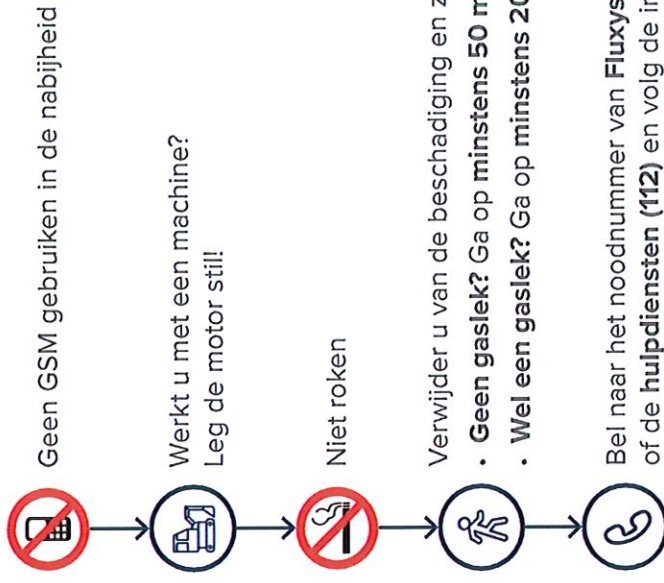 Geen GSM gebruiken in de nabijheid
Werkt u met een machine?
Leg de motor stil!
Niet roken
Verwijder u van de beschadiging en z
• Geen gaslek? Ga op minstens 50 m
• Wel een gaslek? Ga op minstens 20
Bel naar het noodnummer van Fluxys
of de hulpdiensten (112) en volg de in